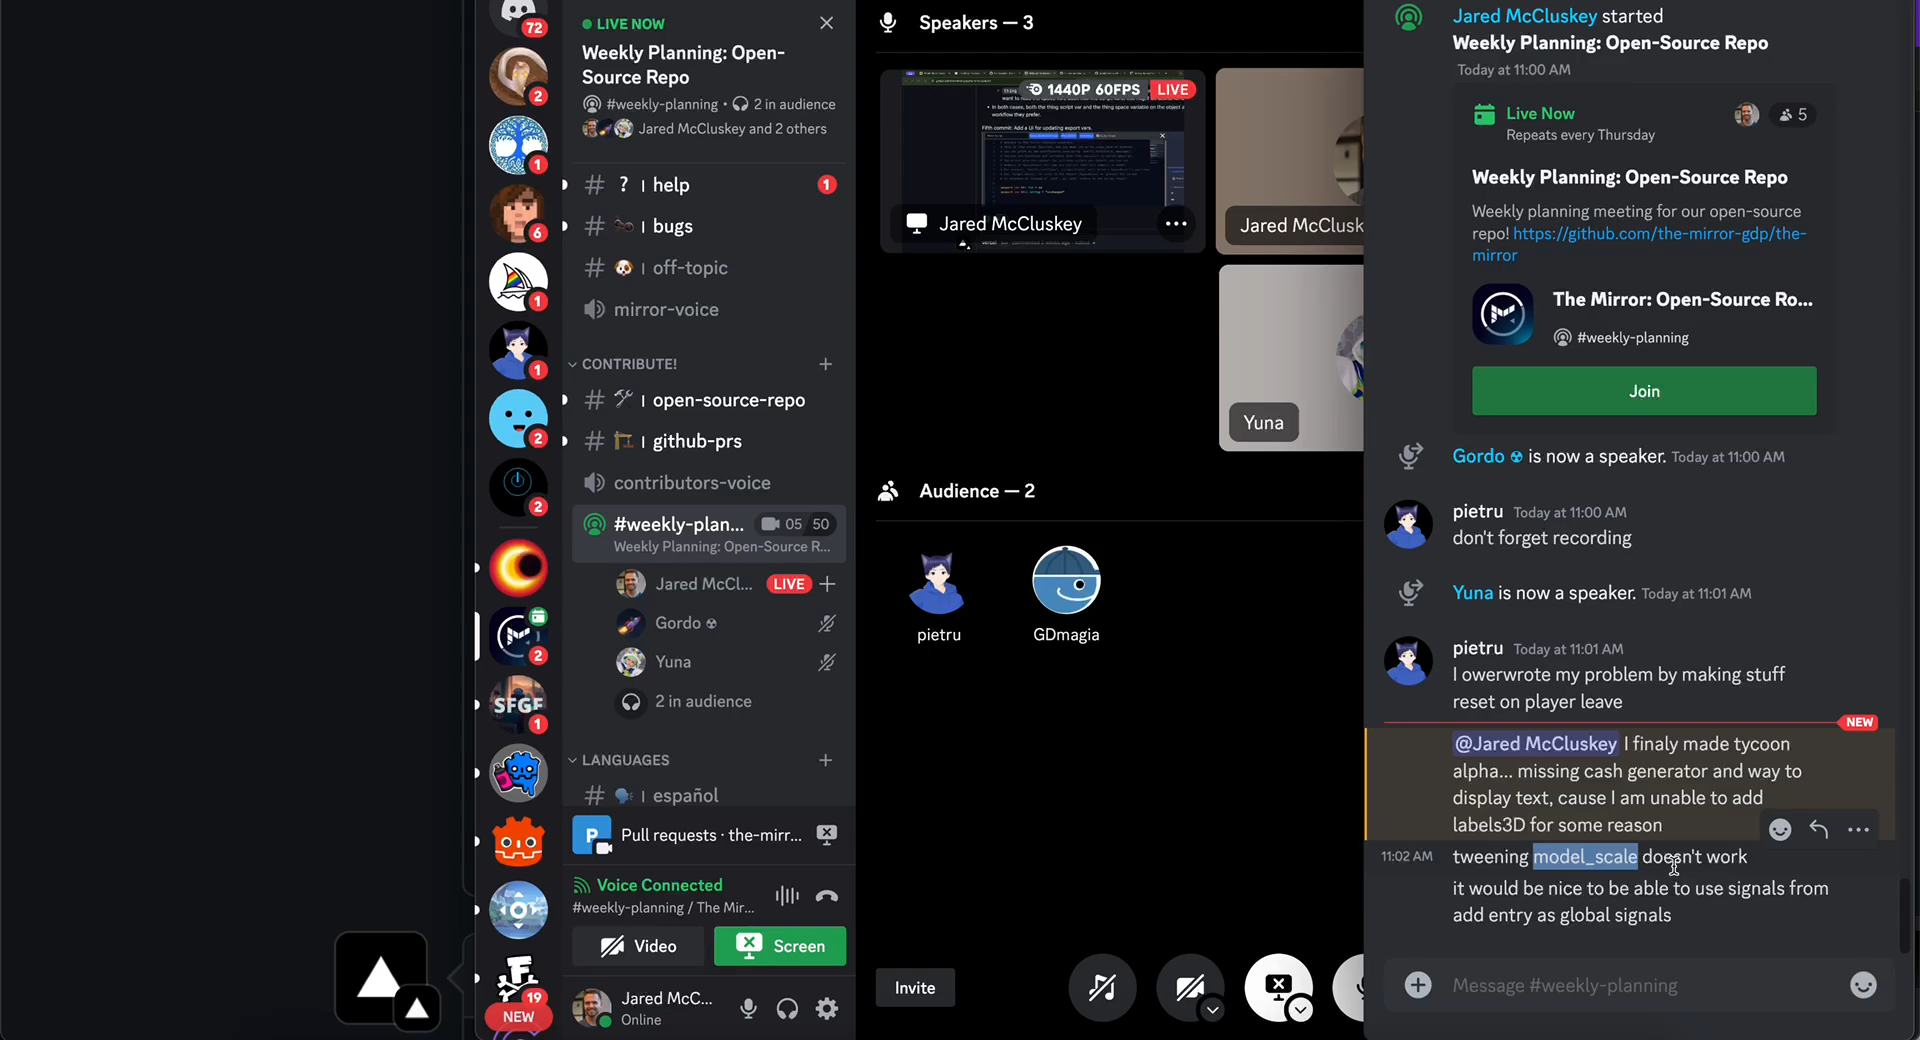 72
2
1
6
1
1
2
2
2
1
19
NEW
LIVE NOW
Weekly Planning: Open-
Source Repo
#weekly-planning • 2 in audience
Jared McCluskey and 2 others
# ? | help 1
# | bugs
# | off-topic
mirror-voice
CONTRIBUTE! +
# | open-source-repo
# | github-prs
contributors-voice
#weekly-plan... 05 50
Weekly Planning: Open-Source R...
Jared McCl... LIVE +
Gordo ☢
Yuna
2 in audience
LANGUAGES +
# | español
P Pull requests · the-mirr...
Voice Connected
#weekly-planning / The Mir...
Video Screen
Jared McC...
Online
Speakers — 3
1440P 60FPS LIVE
Fifth commit: Add a UI for updating export vars.
Jared McCluskey
Jared McClusk
Yuna
Audience — 2
pietru
GDmagia
Invite
Jared McCluskey started
Weekly Planning: Open-Source Repo
Today at 11:00 AM
Live Now
Repeats every Thursday
5
Weekly Planning: Open-Source Repo
Weekly planning meeting for our open-source
repo! https://github.com/the-mirror-gdp/the-
mirror
The Mirror: Open-Source Ro...
#weekly-planning
Join
Gordo ☢ is now a speaker. Today at 11:00 AM
pietru Today at 11:00 AM
don't forget recording
Yuna is now a speaker. Today at 11:01 AM
pietru Today at 11:01 AM
I owerwrote my problem by making stuff
reset on player leave
NEW
@Jared McCluskey I finaly made tycoon
alpha... missing cash generator and way to
display text, cause I am unable to add
labels3D for some reason
11:02 AM tweening model_scale doesn't work
it would be nice to be able to use signals from
add entry as global signals
Message #weekly-planning
SFGF